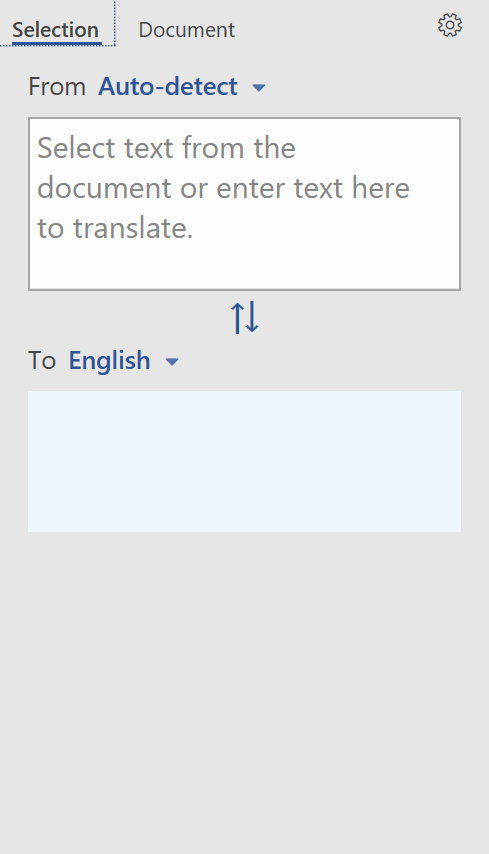 Selection Document
From Auto-detect
Select text from the
document or enter text here
to translate.
To English